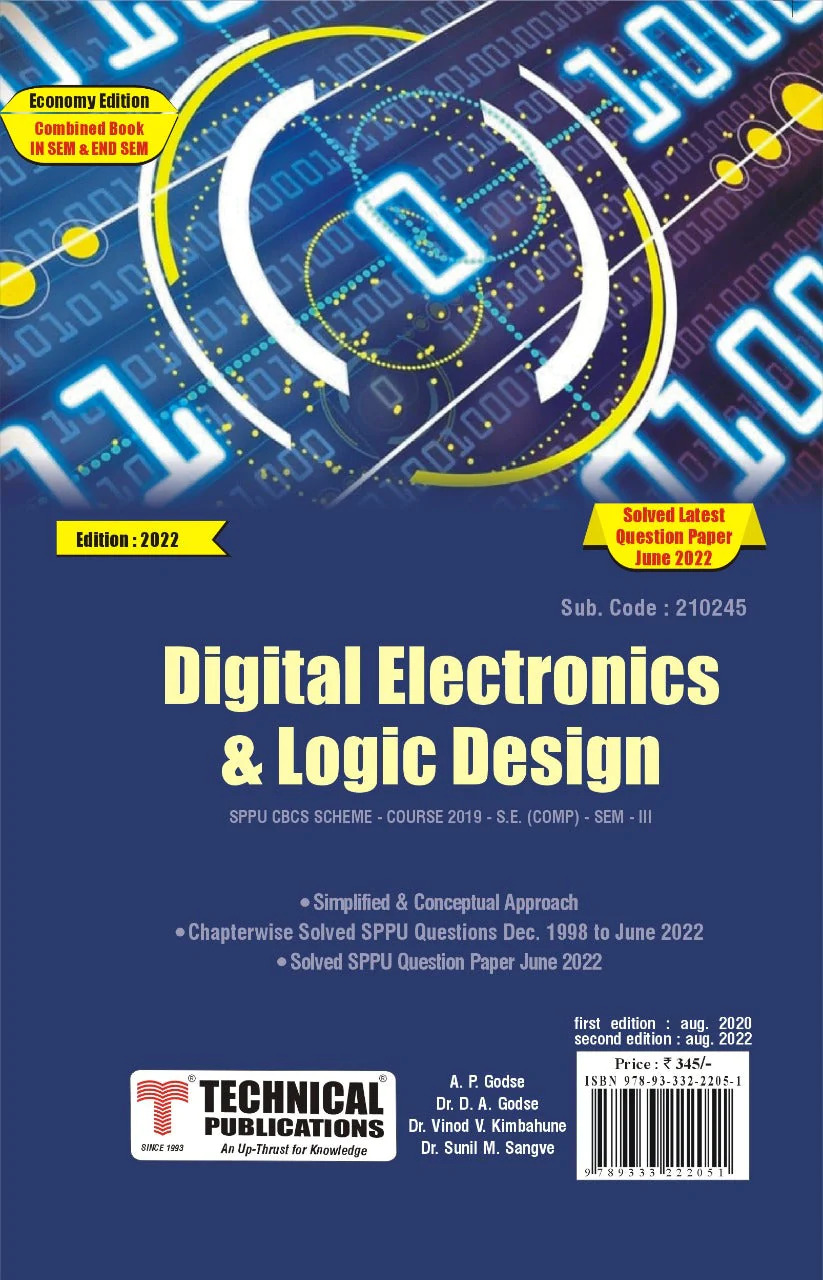 Economy Edition
Combined Book
IN SEM & END SEM
Edition : 2022
Solved Latest
Question Paper
June 2022
Sub. Code : 210245
Digital Electronics
& Logic Design
SPPU CBCS SCHEME - COURSE 2019 - S.E. (COMP) - SEM - III
• Simplified & Conceptual Approach
• Chapterwise Solved SPPU Questions Dec. 1998 to June 2022
• Solved SPPU Question Paper June 2022
first edition : aug. 2020
second edition : aug. 2022
Price : ₹ 345/-
ISBN 978-93-332-2205-1
9 789333 222051
® TECHNICAL ®
PUBLICATIONS
SINCE 1993 An Up-Thrust for Knowledge
A. P. Godse
Dr. D. A. Godse
Dr. Vinod V. Kimbahune
Dr. Sunil M. Sangve